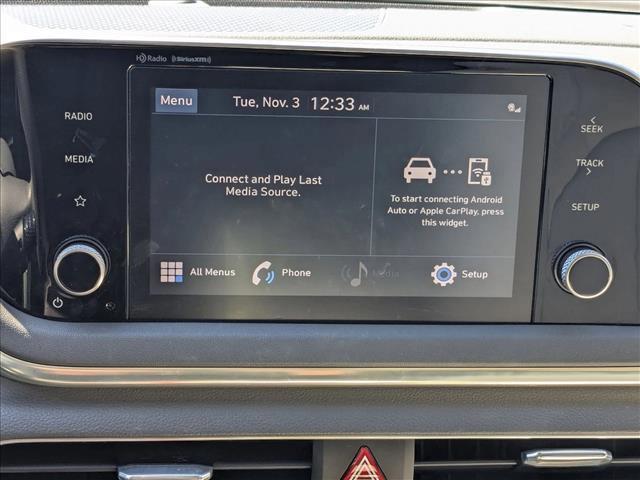 HD Radio ((SiriusXM))
RADIO
MEDIA
Menu
Tue, Nov. 3 12:33 AM
Connect and Play Last
Media Source.
To start connecting Android
Auto or Apple CarPlay, press
this widget.
All Menus
Phone
Media
Setup
SEEK
TRACK
SETUP